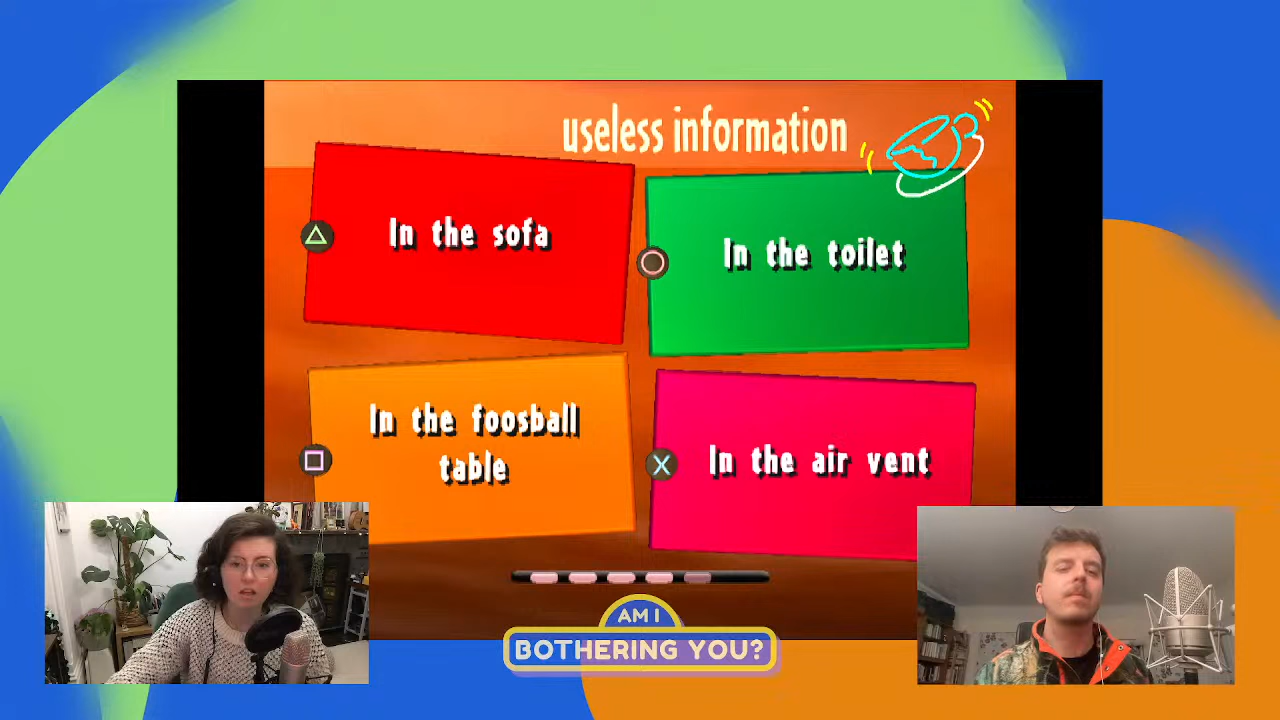 useless information
In the sofa
In the toilet
In the foosball
table
In the air vent
AM I
BOTHERING YOU?